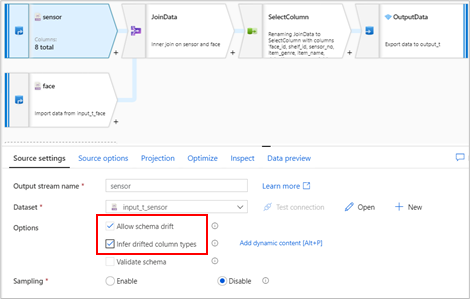 sensor
Columns:
8 total
JoinData
Inner join on sensor and face
SelectColumn
Renaming JoinData to
SelectColumn with columns
'face_id, shelf_id, sensor_no,
item_genre, item_name,
OutputData
Export data to output_t
face
Import data from input_t_face
Source settings Source options Projection Optimize Inspect Data preview
Output stream name * sensor Learn more
Dataset * input_t_sensor Test connection Open New
Options Allow schema drift
Infer drifted column types Add dynamic content [Alt+P]
Validate schema
Sampling * Enable Disable